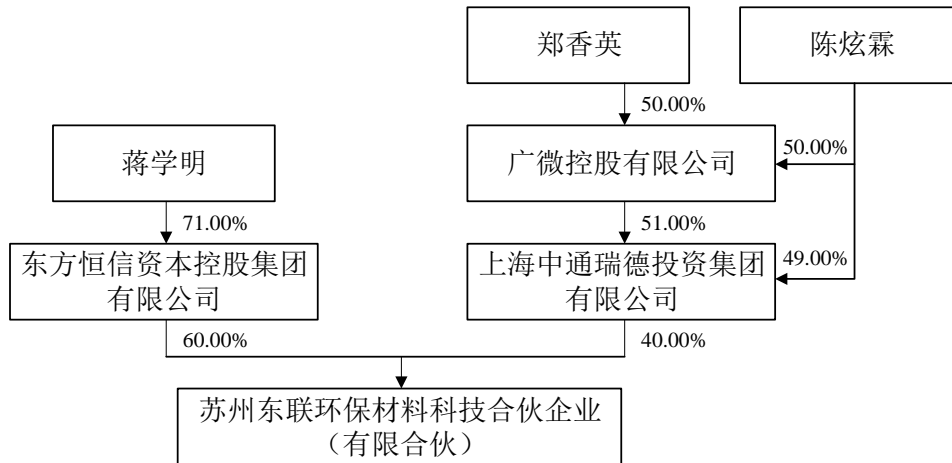 郑香英
陈炫霖
50.00%
蒋学明
广微控股有限公司
50.00%
71.00%
51.00%
东方恒信资本控股集团
有限公司
上海中通瑞德投资集团
有限公司
49.00%
60.00%
40.00%
苏州东联环保材料科技合伙企业
（有限合伙）